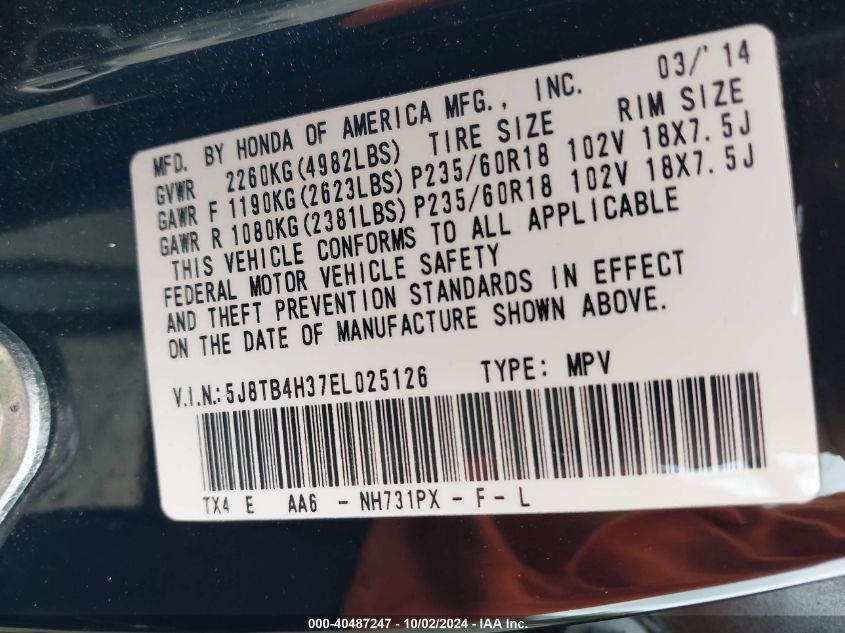 MFD. BY HONDA OF AMERICA MFG., INC. 03/'14
GVWR 2260KG(4982LBS) TIRE SIZE RIM SIZE
GAWR F 1190KG(2623LBS) P235/60R18 102V 18X7.5J
GAWR R 1080KG(2381LBS) P235/60R18 102V 18X7.5J
THIS VEHICLE CONFORMS TO ALL APPLICABLE
FEDERAL MOTOR VEHICLE SAFETY
AND THEFT PREVENTION STANDARDS IN EFFECT
ON THE DATE OF MANUFACTURE SHOWN ABOVE.
V.I.N.:5J8TB4H37EL025126 TYPE: MPV
TX4 E AA6 - NH731PX - F - L
000-40487247 - 10/02/2024 - IAA Inc.